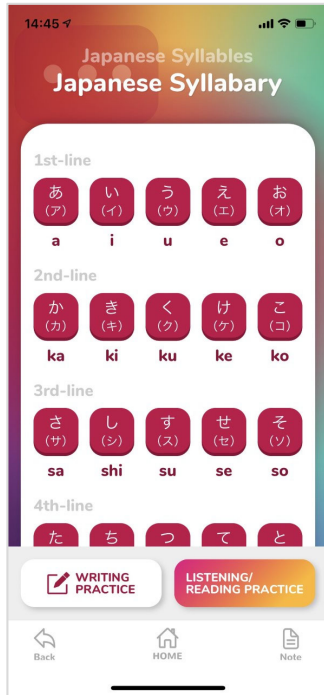 14:45
Japanese Syllables
Japanese Syllabary
1st-line
あ い う え お
(ア) (イ) (ウ) (エ) (オ)
a i u e o
2nd-line
か き く け こ
(カ) (キ) (ク) (ケ) (コ)
ka ki ku ke ko
3rd-line
さ し す せ そ
(サ) (シ) (ス) (セ) (ソ)
sa shi su se so
4th-line
た ち つ て と
WRITING LISTENING/
PRACTICE READING PRACTICE
Back HOME Note